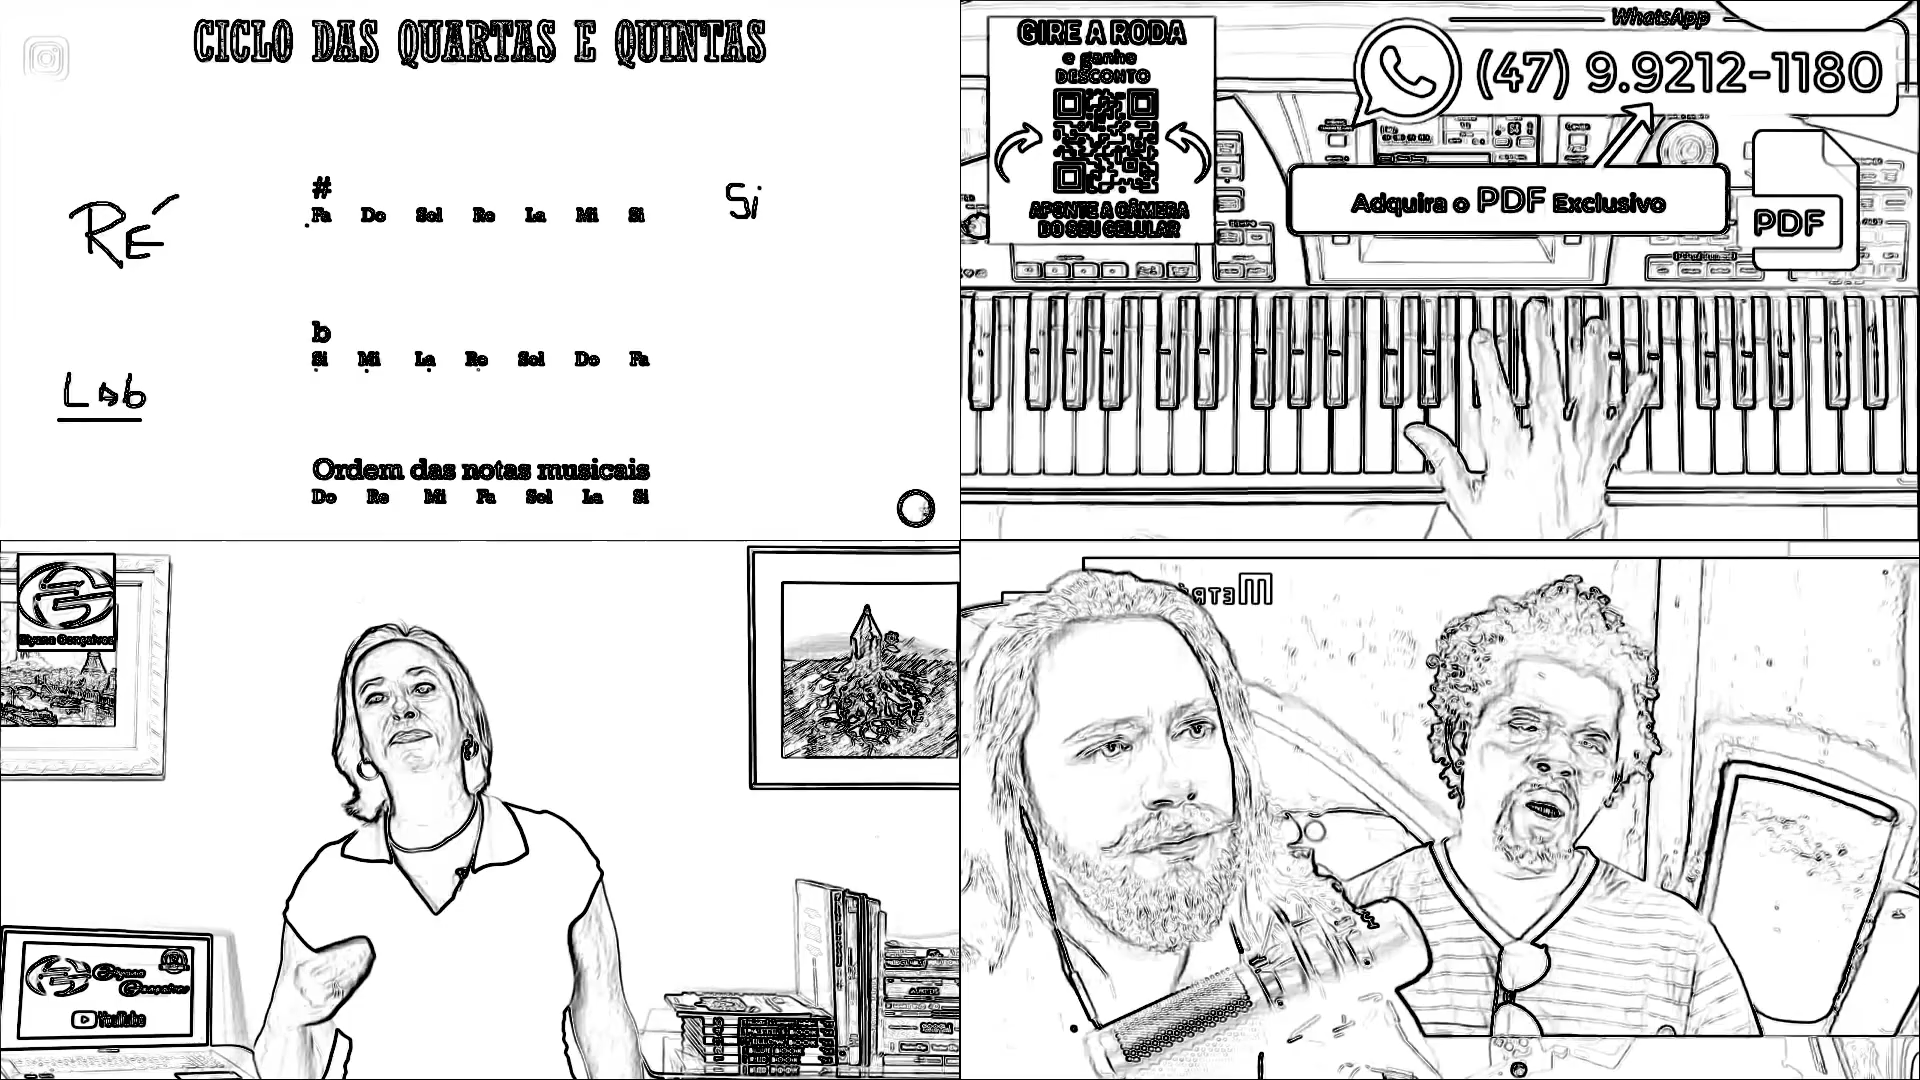 CICLO DAS QUARTAS E QUINTAS
RÉ
#
Fa Do Sol Re La Mi Si
Si
b
Si Mi La Re Sol Do Fa
Lab
Ordem das notas musicais
Do Re Mi Fa Sol La Si
GIRE A RODA
e ganhe
DESCONTO
APONTE A CÂMERA
DO SEU CELULAR
WhatsApp
(47) 9.9212-1180
Adquira o PDF Exclusivo
PDF
YouTube